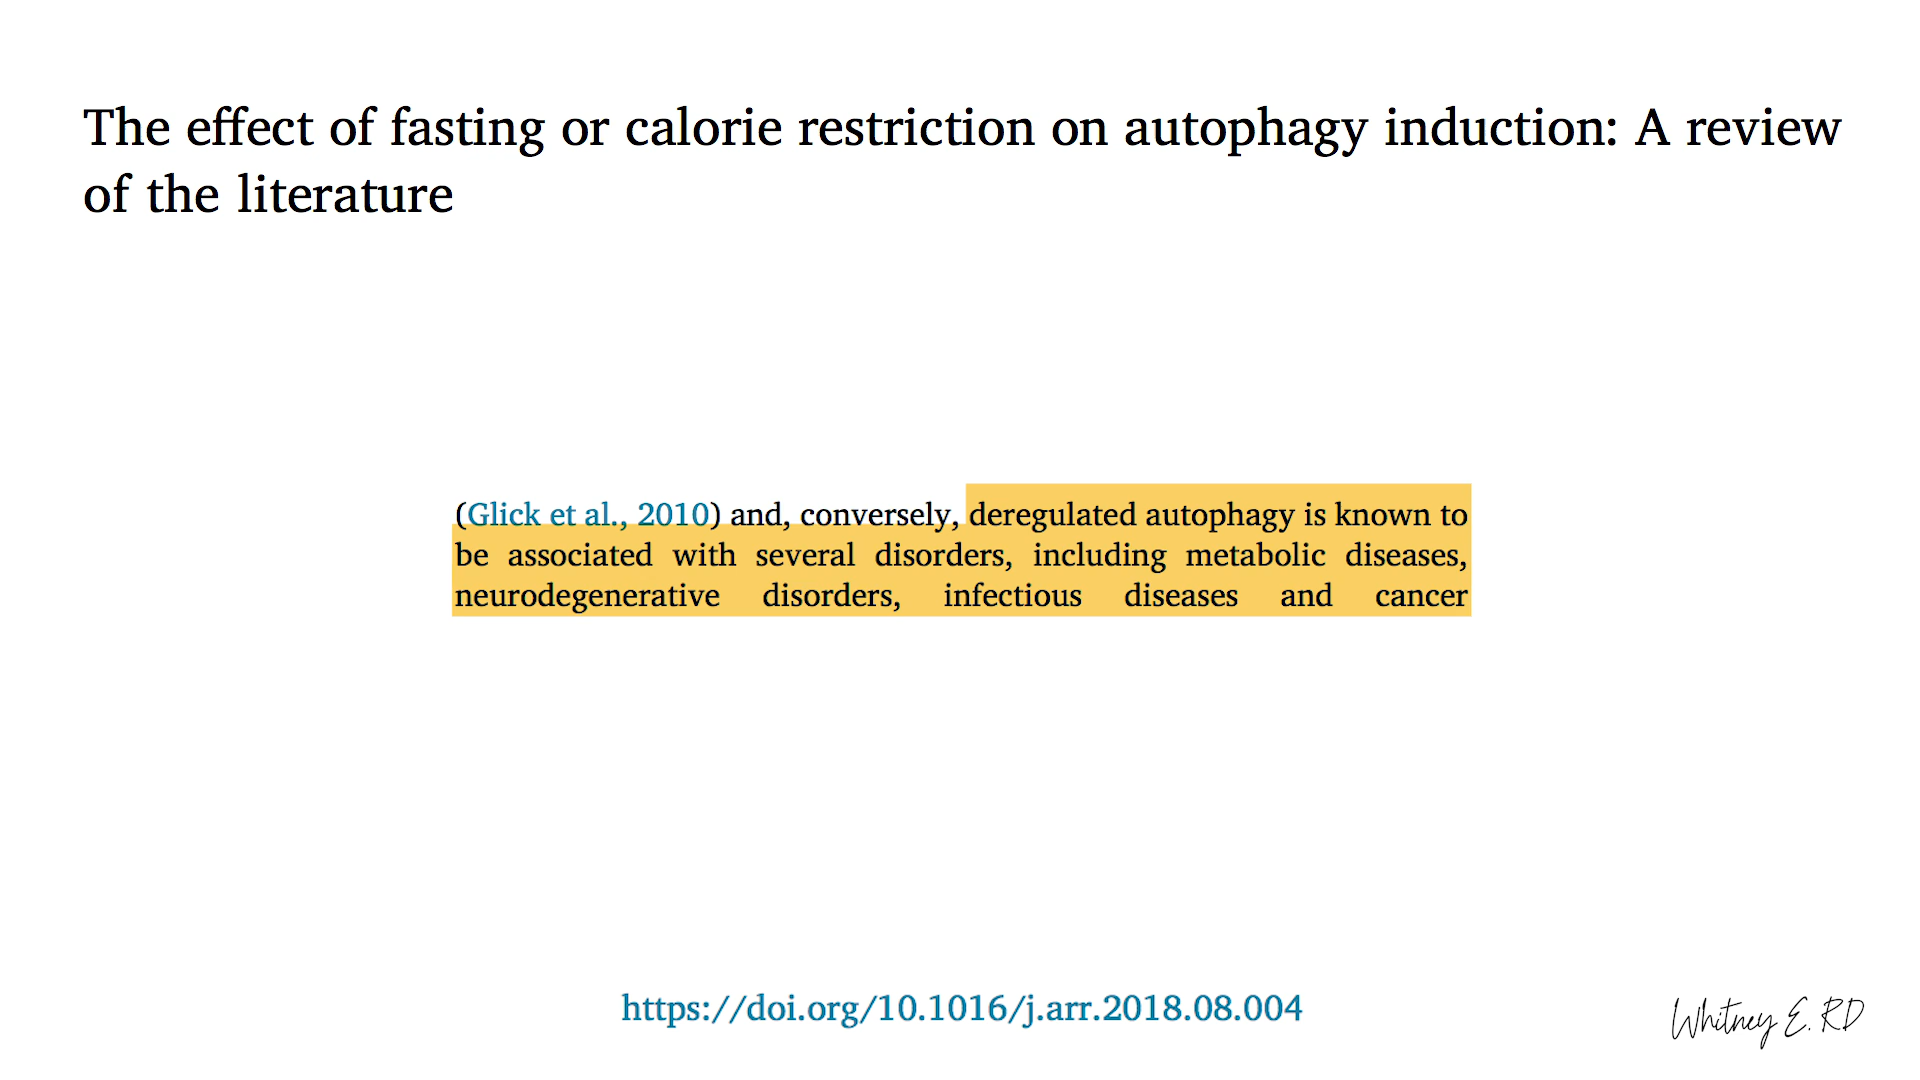 The effect of fasting or calorie restriction on autophagy induction: A review
of the literature
(Glick et al., 2010) and, conversely, deregulated autophagy is known to
be associated with several disorders, including metabolic diseases,
neurodegenerative disorders, infectious diseases and cancer
https://doi.org/10.1016/j.arr.2018.08.004
Whitney E. RD